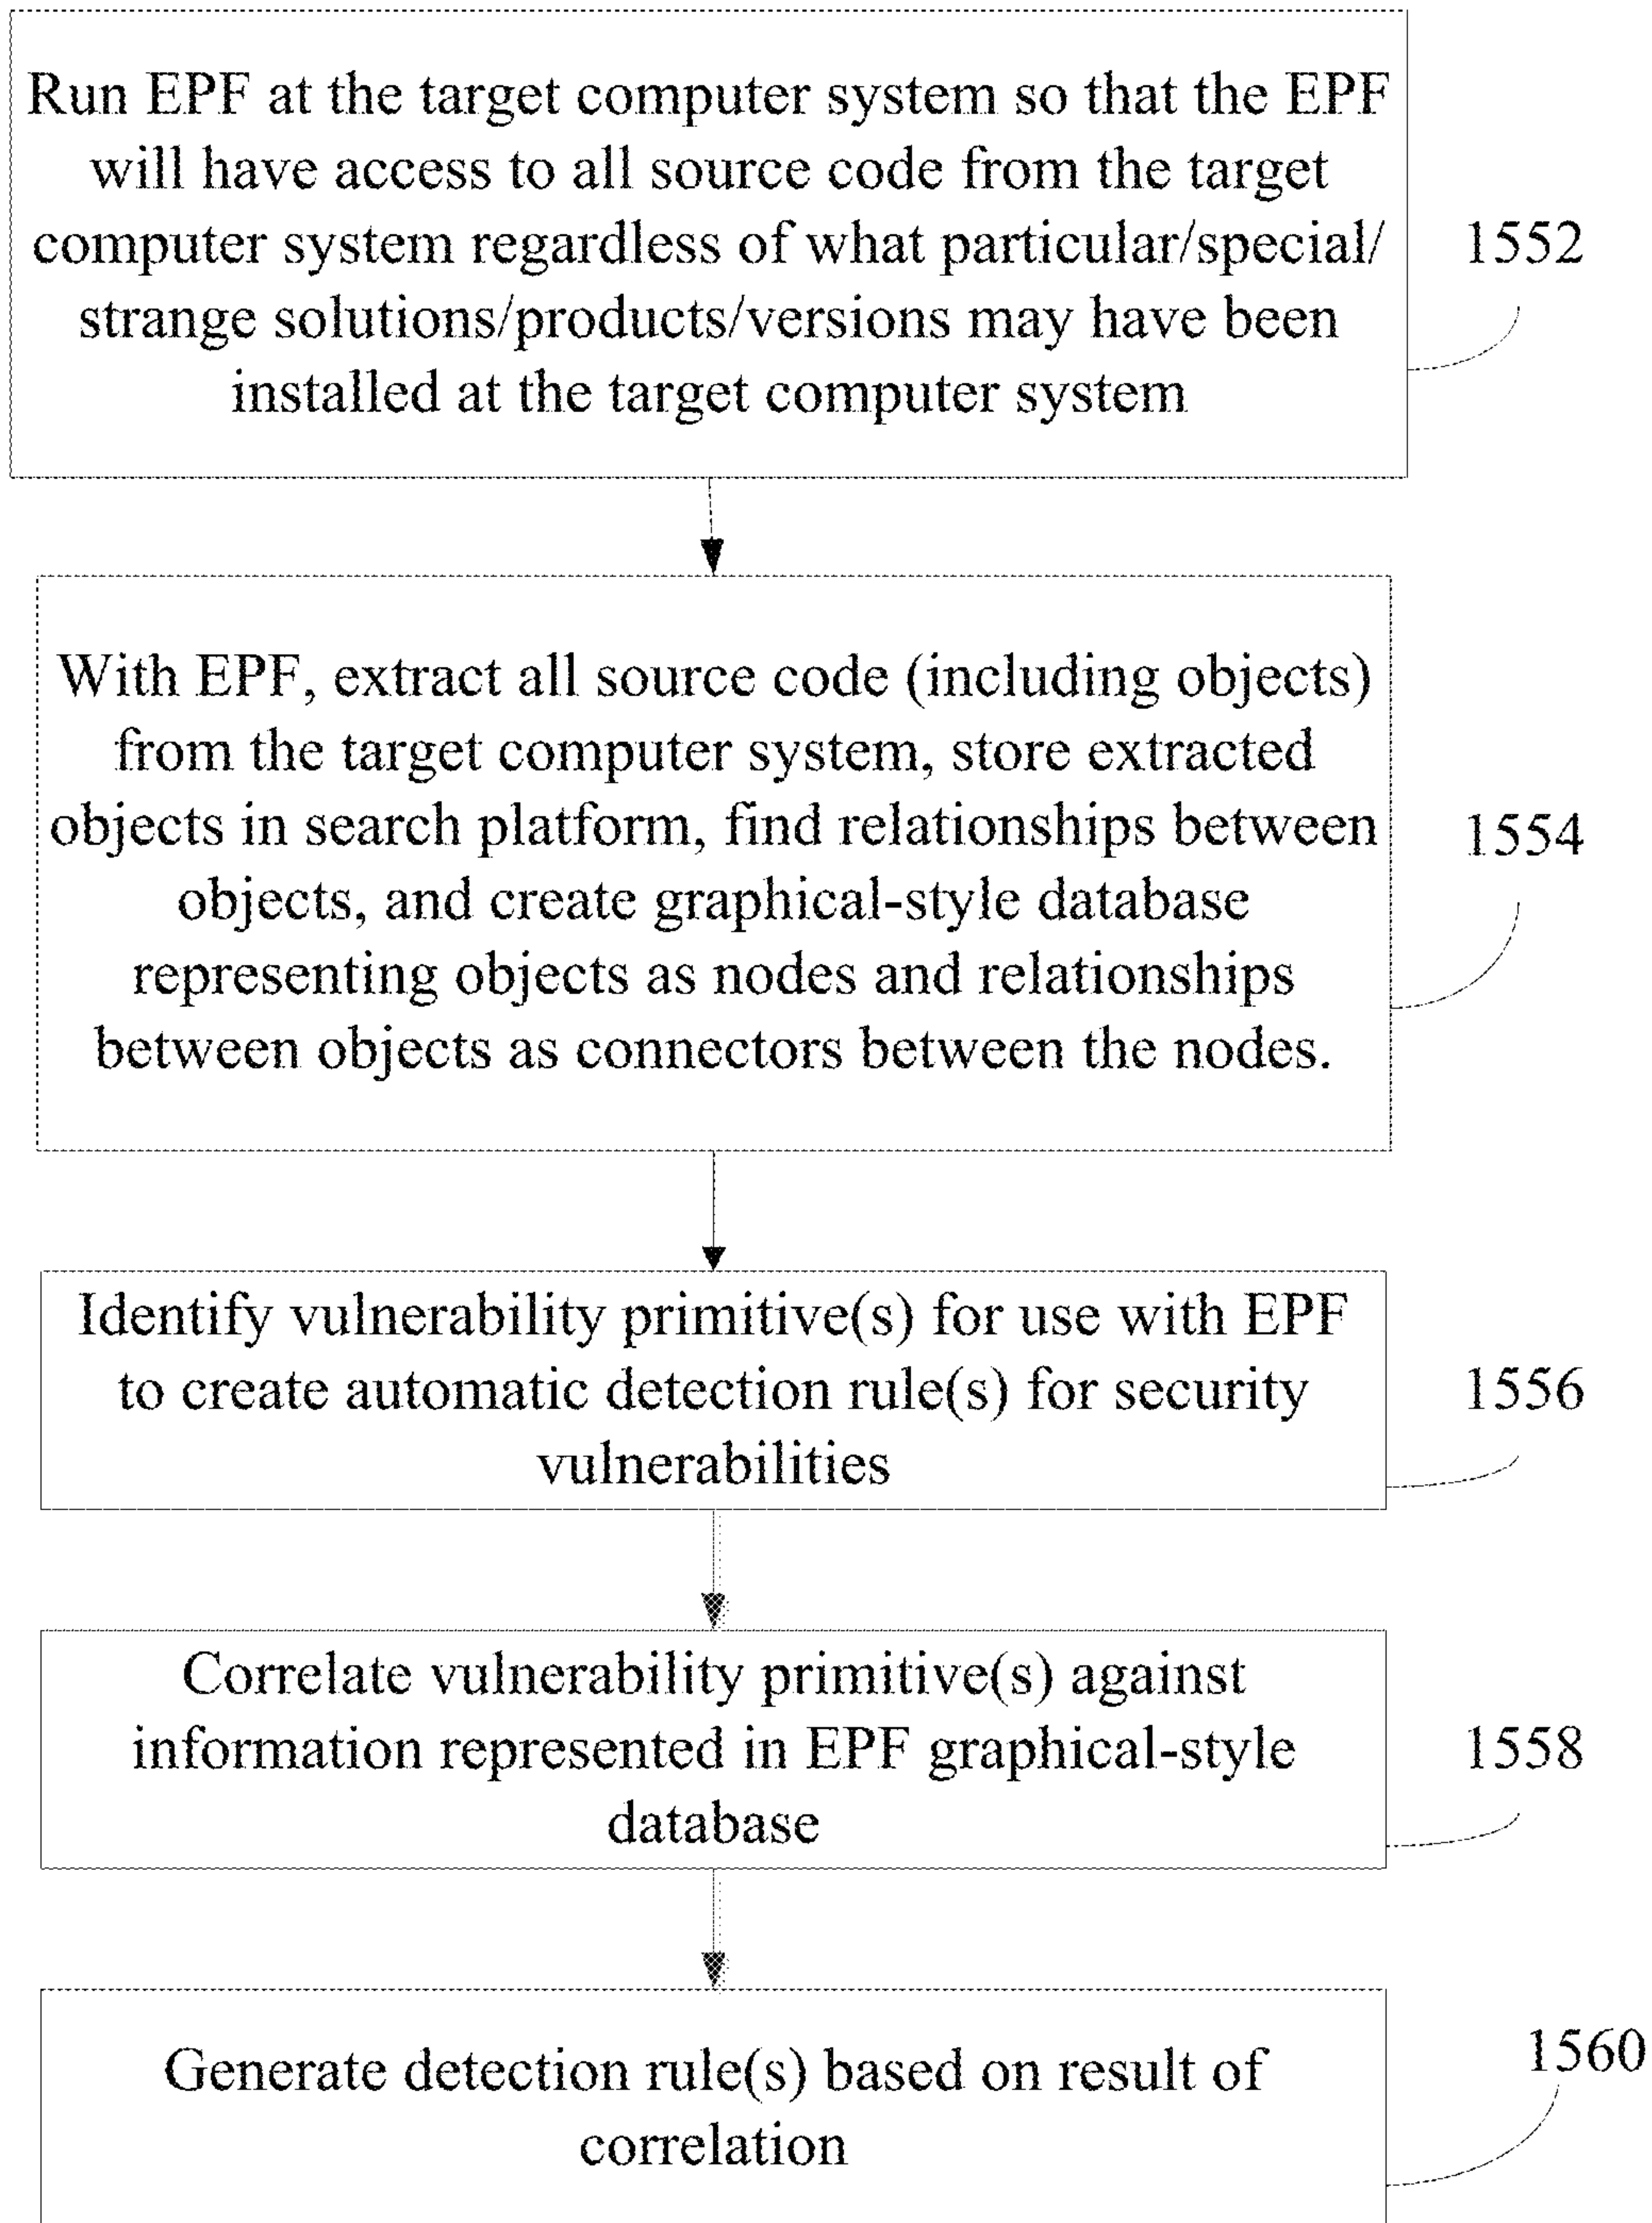 Run EPF at the target computer system so that the EPF
will have access to all source code from the target
computer system regardless of what particular/special/
strange solutions/products/versions may have been
installed at the target computer system
1552
With EPF, extract all source code (including objects)
from the target computer system, store extracted
objects in search platform, find relationships between
objects, and create graphical-style database
representing objects as nodes and relationships
between objects as connectors between the nodes.
1554
Identify vulnerability primitive(s) for use with EPF
to create automatic detection rule(s) for security
vulnerabilities
1556
Correlate vulnerability primitive(s) against
information represented in EPF graphical-style
database
1558
Generate detection rule(s) based on result of
correlation
1560